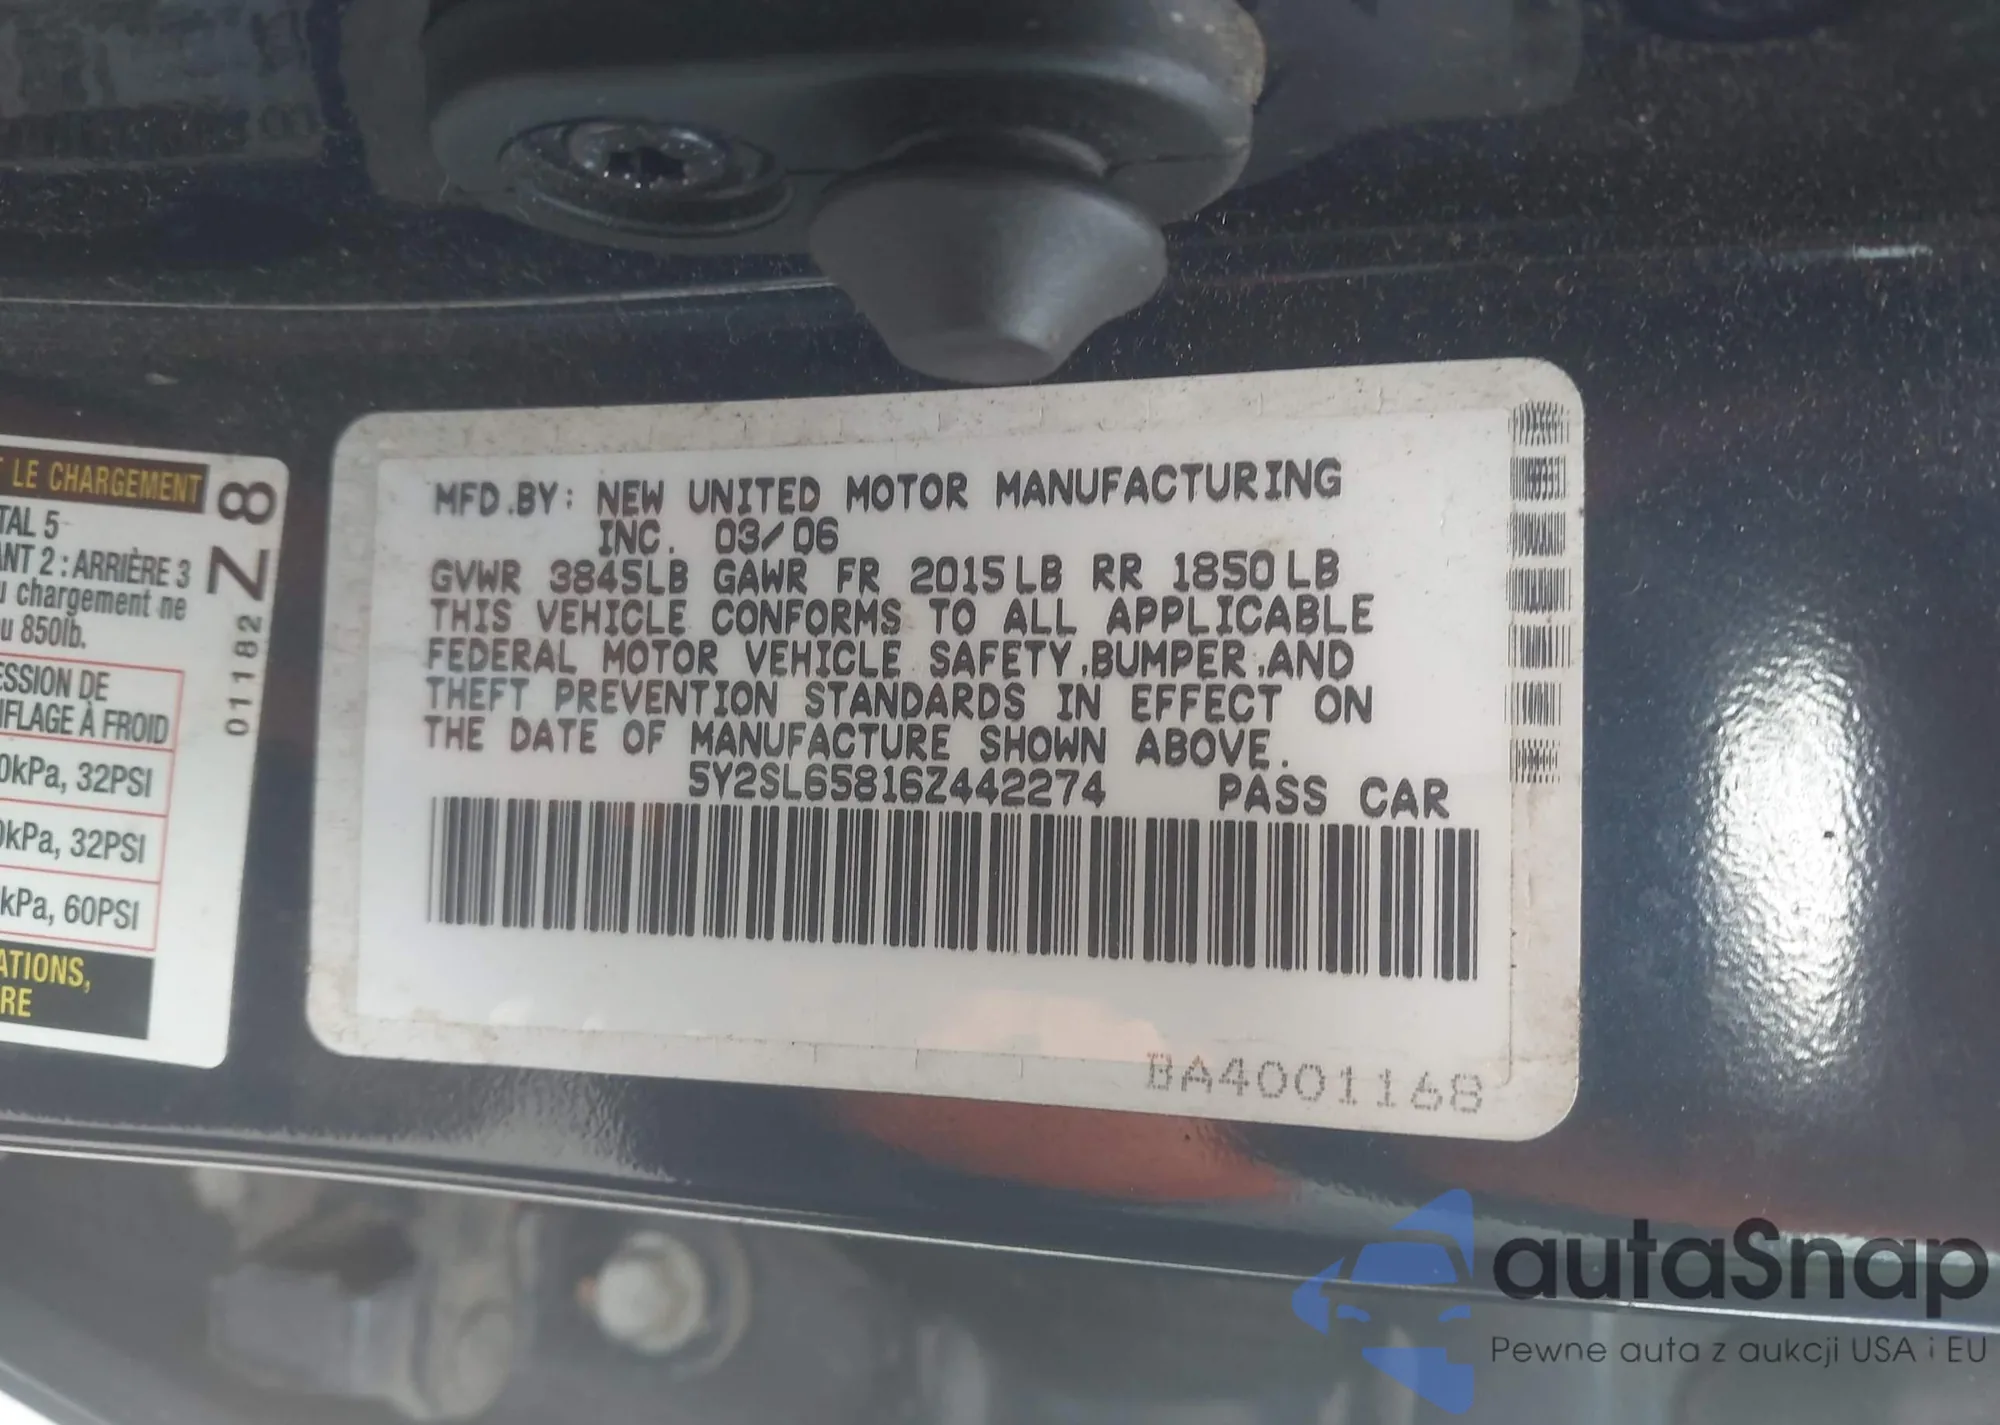 LE CHARGEMENT
TAL 5
ANT 2 : ARRIÈRE 3
chargement ne
u 850lb.
ESSION DE
IFLAGE À FROID
0kPa, 32PSI
0kPa, 32PSI
kPa, 60PSI
ATIONS,
RE
01182 Z8
MFD.BY: NEW UNITED MOTOR MANUFACTURING
INC. 03/06
GVWR 3845LB GAWR FR 2015LB RR 1850LB
THIS VEHICLE CONFORMS TO ALL APPLICABLE
FEDERAL MOTOR VEHICLE SAFETY,BUMPER,AND
THEFT PREVENTION STANDARDS IN EFFECT ON
THE DATE OF MANUFACTURE SHOWN ABOVE.
5Y2SL65816Z442274 PASS CAR
BA4001168
autaSnap
Pewne auta z aukcji USA i EU